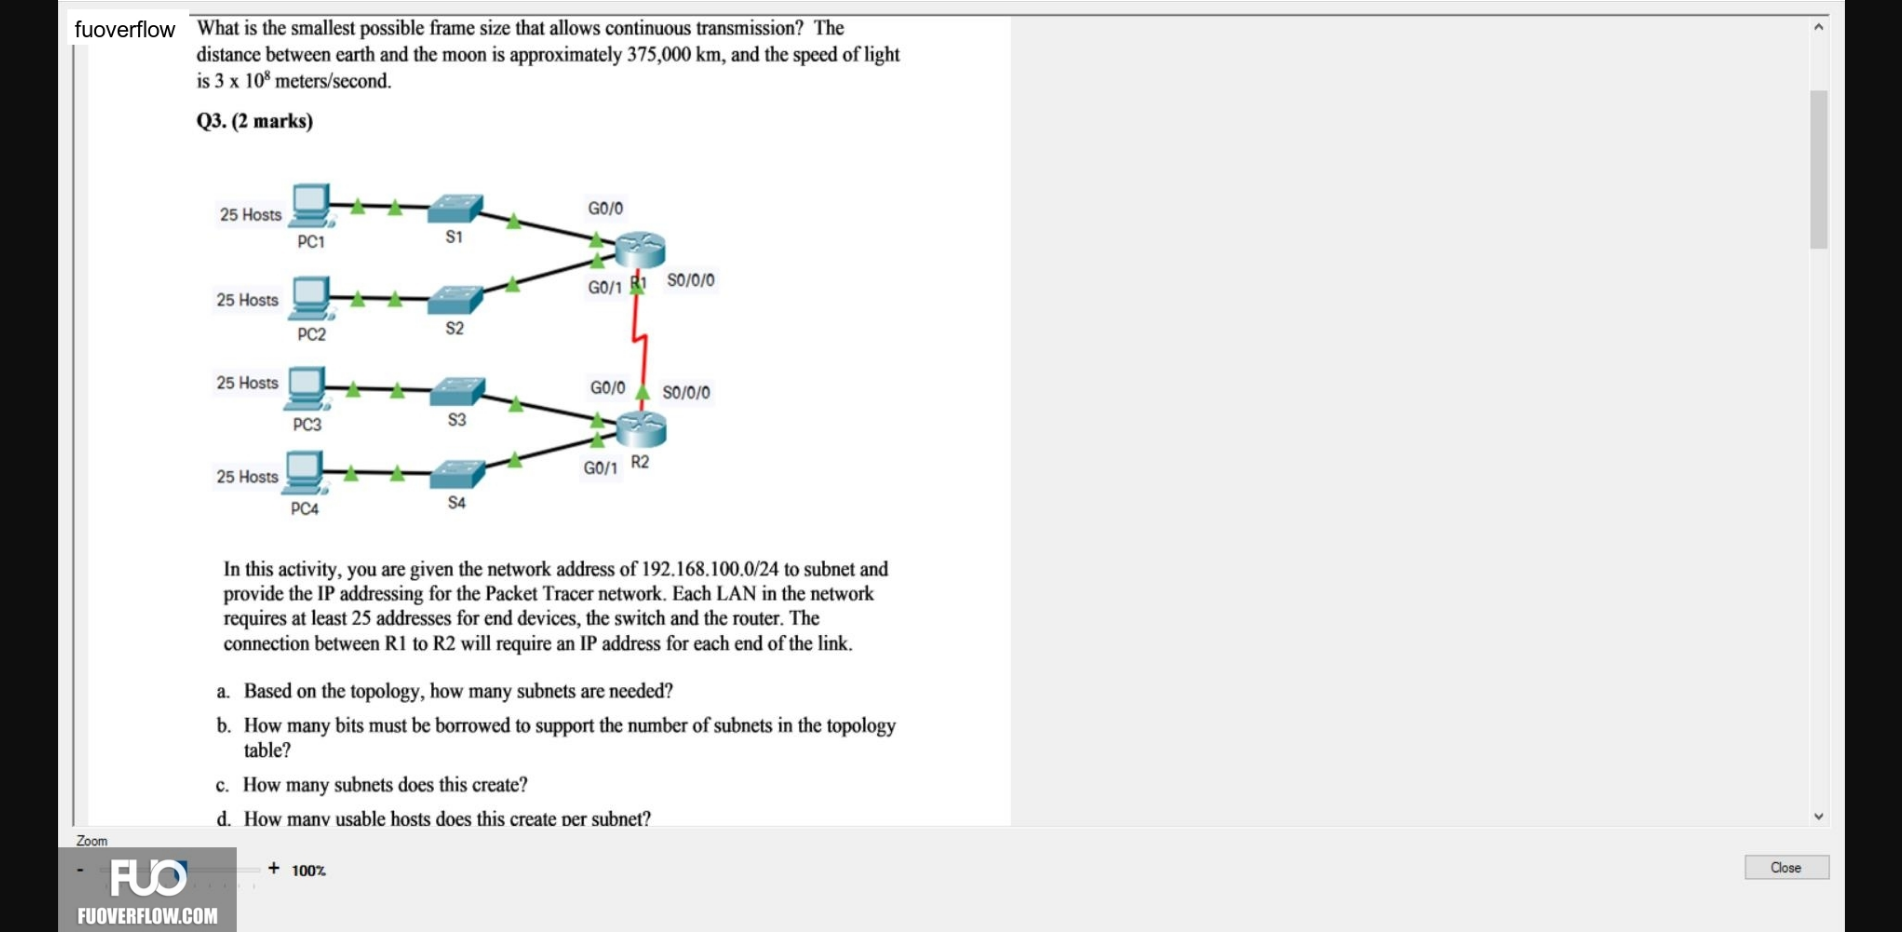 fuoverflow
What is the smallest possible frame size that allows continuous transmission? The
distance between earth and the moon is approximately 375,000 km, and the speed of light
is 3 x 10⁸ meters/second.
Q3. (2 marks)
25 Hosts
PC1
S1
G0/0
G0/1
R1
S0/0/0
25 Hosts
PC2
S2
25 Hosts
PC3
S3
G0/0
S0/0/0
25 Hosts
PC4
S4
G0/1
R2
In this activity, you are given the network address of 192.168.100.0/24 to subnet and
provide the IP addressing for the Packet Tracer network. Each LAN in the network
requires at least 25 addresses for end devices, the switch and the router. The
connection between R1 to R2 will require an IP address for each end of the link.
a. Based on the topology, how many subnets are needed?
b. How many bits must be borrowed to support the number of subnets in the topology
table?
c. How many subnets does this create?
d. How many usable hosts does this create per subnet?
Zoom
- + 100%
Close
FUO
FUOVERFLOW.COM